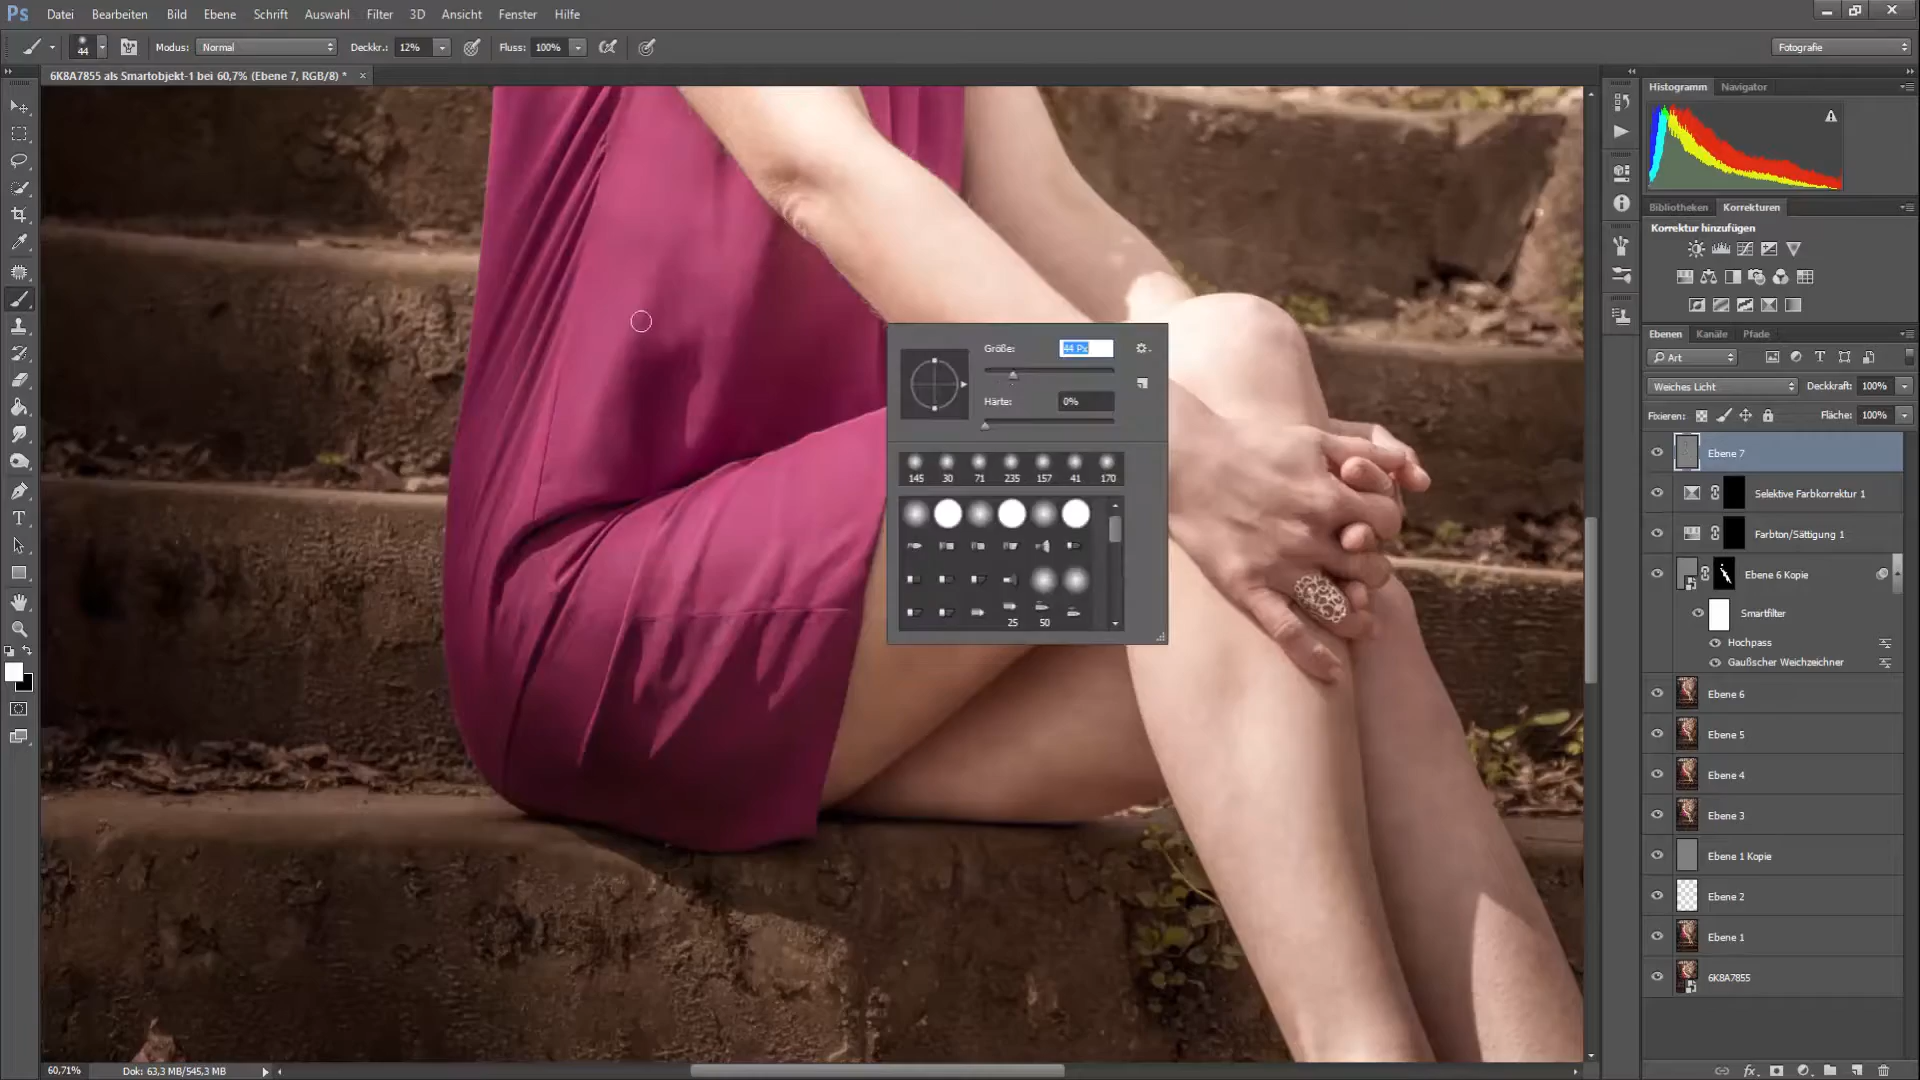 Ps Datei Bearbeiten Bild Ebene Schrift Auswahl Filter 3D Ansicht Fenster Hilfe
44 Modus: Normal Deckkr.: 12% Fluss: 100% Fotografie
6K8A7855 als Smartobjekt-1 bei 60,7% (Ebene 7, RGB/8) *
Histogramm Navigator
Bibliotheken Korrekturen
Korrektur hinzufügen
Ebenen Kanäle Pfade
Art
Weiches Licht Deckkraft: 100%
Fixieren: Fläche: 100%
Ebene 7
Selektive Farbkorrektur 1
Farbton/Sättigung 1
Ebene 6 Kopie
Smartfilter
Hochpass
Gaußscher Weichzeichner
Ebene 6
Ebene 5
Ebene 4
Ebene 3
Ebene 1 Kopie
Ebene 2
Ebene 1
6K8A7855
Größe: 44 Px
Härte: 0%
145 30 71 235 157 41 170
25 50
60,71% Dok: 63,3 MB/545,3 MB